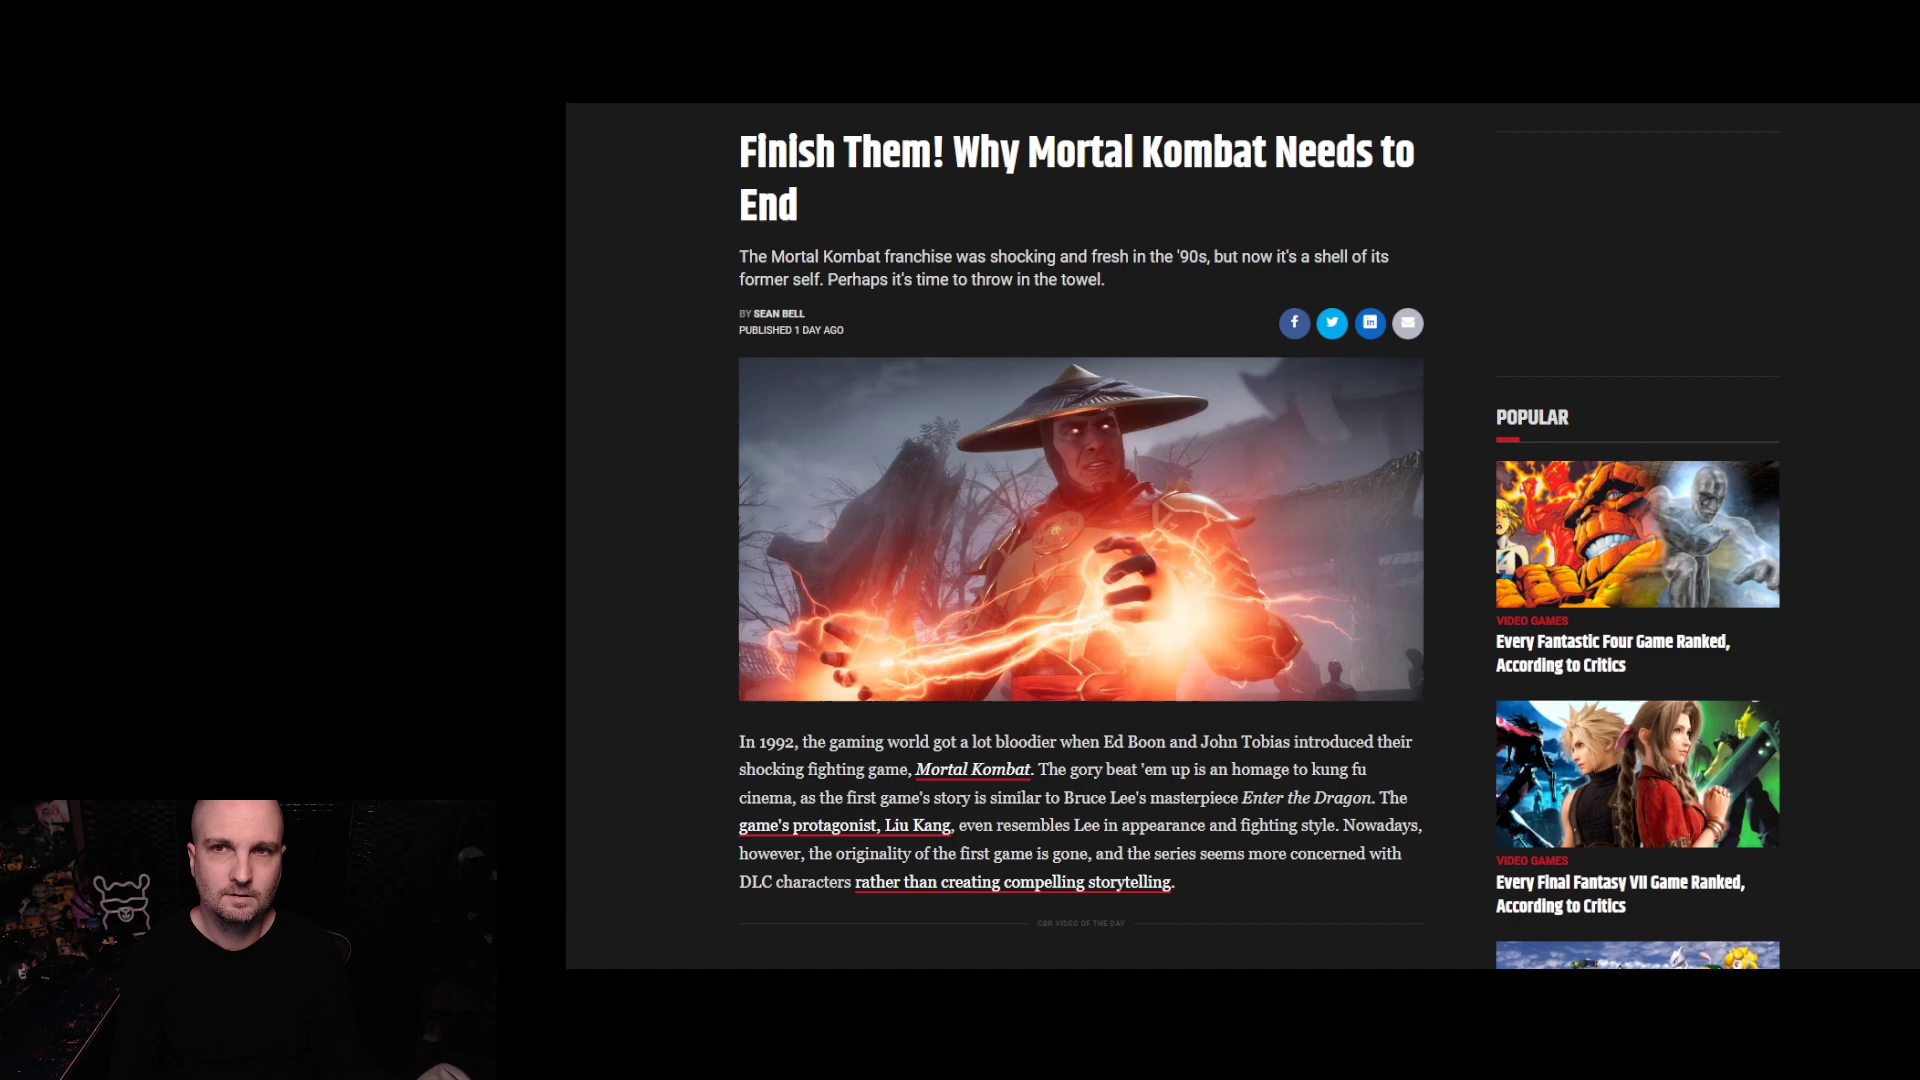 Finish Them! Why Mortal Kombat Needs to
End
The Mortal Kombat franchise was shocking and fresh in the '90s, but now it's a shell of its
former self. Perhaps it's time to throw in the towel.
BY SEAN BELL
PUBLISHED 1 DAY AGO
In 1992, the gaming world got a lot bloodier when Ed Boon and John Tobias introduced their
shocking fighting game, Mortal Kombat. The gory beat 'em up is an homage to kung fu
cinema, as the first game's story is similar to Bruce Lee's masterpiece Enter the Dragon. The
game's protagonist, Liu Kang, even resembles Lee in appearance and fighting style. Nowadays,
however, the originality of the first game is gone, and the series seems more concerned with
DLC characters rather than creating compelling storytelling.
CBR VIDEO OF THE DAY
POPULAR
VIDEO GAMES
Every Fantastic Four Game Ranked,
According to Critics
VIDEO GAMES
Every Final Fantasy VII Game Ranked,
According to Critics